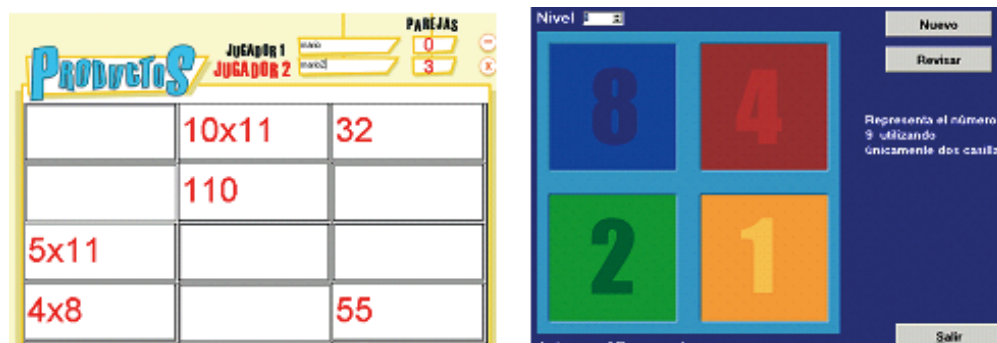 PRODUCTOS
PAREJAS
JUGADOR 1 mario 0
JUGADOR 2 mario2 3
10x11 32
110
5x11
4x8 55
Nivel
Nuevo
Revisar
8 4
Representa el número
9 utilizando
únicamente dos casilla
2 1
Salir